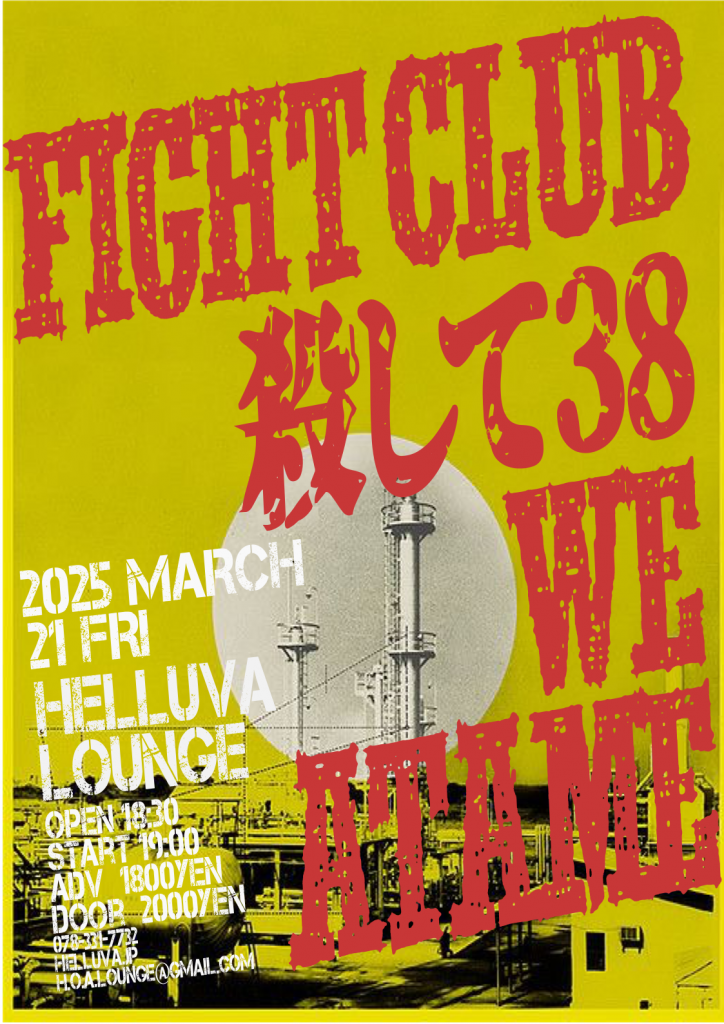 FIGHT CLUB
殺して38
WE
ATAME
2025 MARCH
21 FRI
HELLUVA
LOUNGE
OPEN 18:30
START 19:00
ADV 1800YEN
DOOR 2000YEN
078-331-7732
HELLUVA.JP
H.O.A.LOUNGE@GMAIL.COM